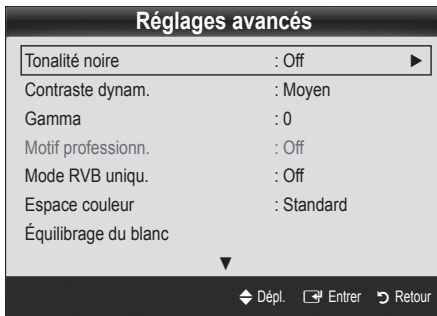 Réglages avancés
Tonalité noire : Off ►
Contraste dynam. : Moyen
Gamma : 0
Motif professionn. : Off
Mode RVB uniqu. : Off
Espace couleur : Standard
Équilibrage du blanc
▼
Dépl. Entrer Retour